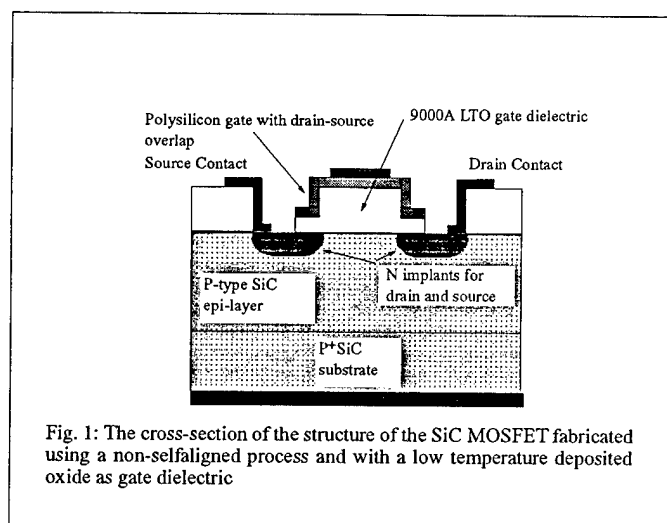 Polysilicon gate with drain-source
overlap
Source Contact
9000A LTO gate dielectric
Drain Contact
P-type SiC
epi-layer
N implants for
drain and source
P+SiC
substrate
Fig. 1: The cross-section of the structure of the SiC MOSFET fabricated
using a non-selfaligned process and with a low temperature deposited
oxide as gate dielectric